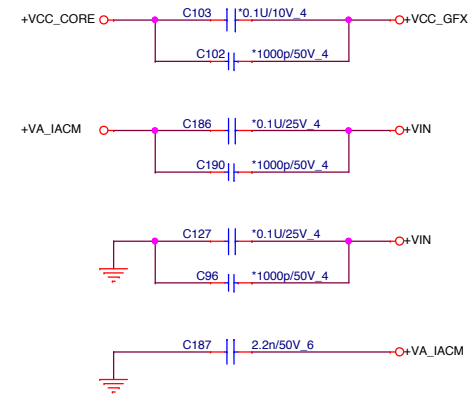 +VCC_CORE C103 *0.1U/10V_4 +VCC_GFX
C102 *1000p/50V_4
+VA_IACM C186 *0.1U/25V_4 +VIN
C190 *1000p/50V_4
C127 *0.1U/25V_4 +VIN
C96 *1000p/50V_4
C187 2.2n/50V_6 +VA_IACM